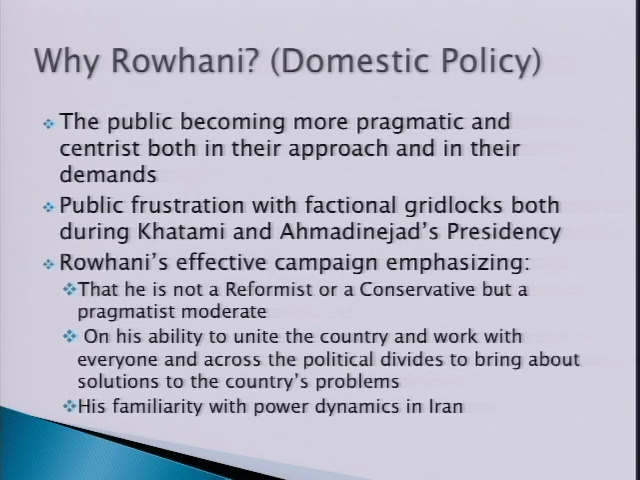 Why Rowhani? (Domestic Policy)
The public becoming more pragmatic and
centrist both in their approach and in their
demands
Public frustration with factional gridlocks both
during Khatami and Ahmadinejad's Presidency
Rowhani's effective campaign emphasizing:
That he is not a Reformist or a Conservative but a
pragmatist moderate
On his ability to unite the country and work with
everyone and across the political divides to bring about
solutions to the country's problems
His familiarity with power dynamics in Iran